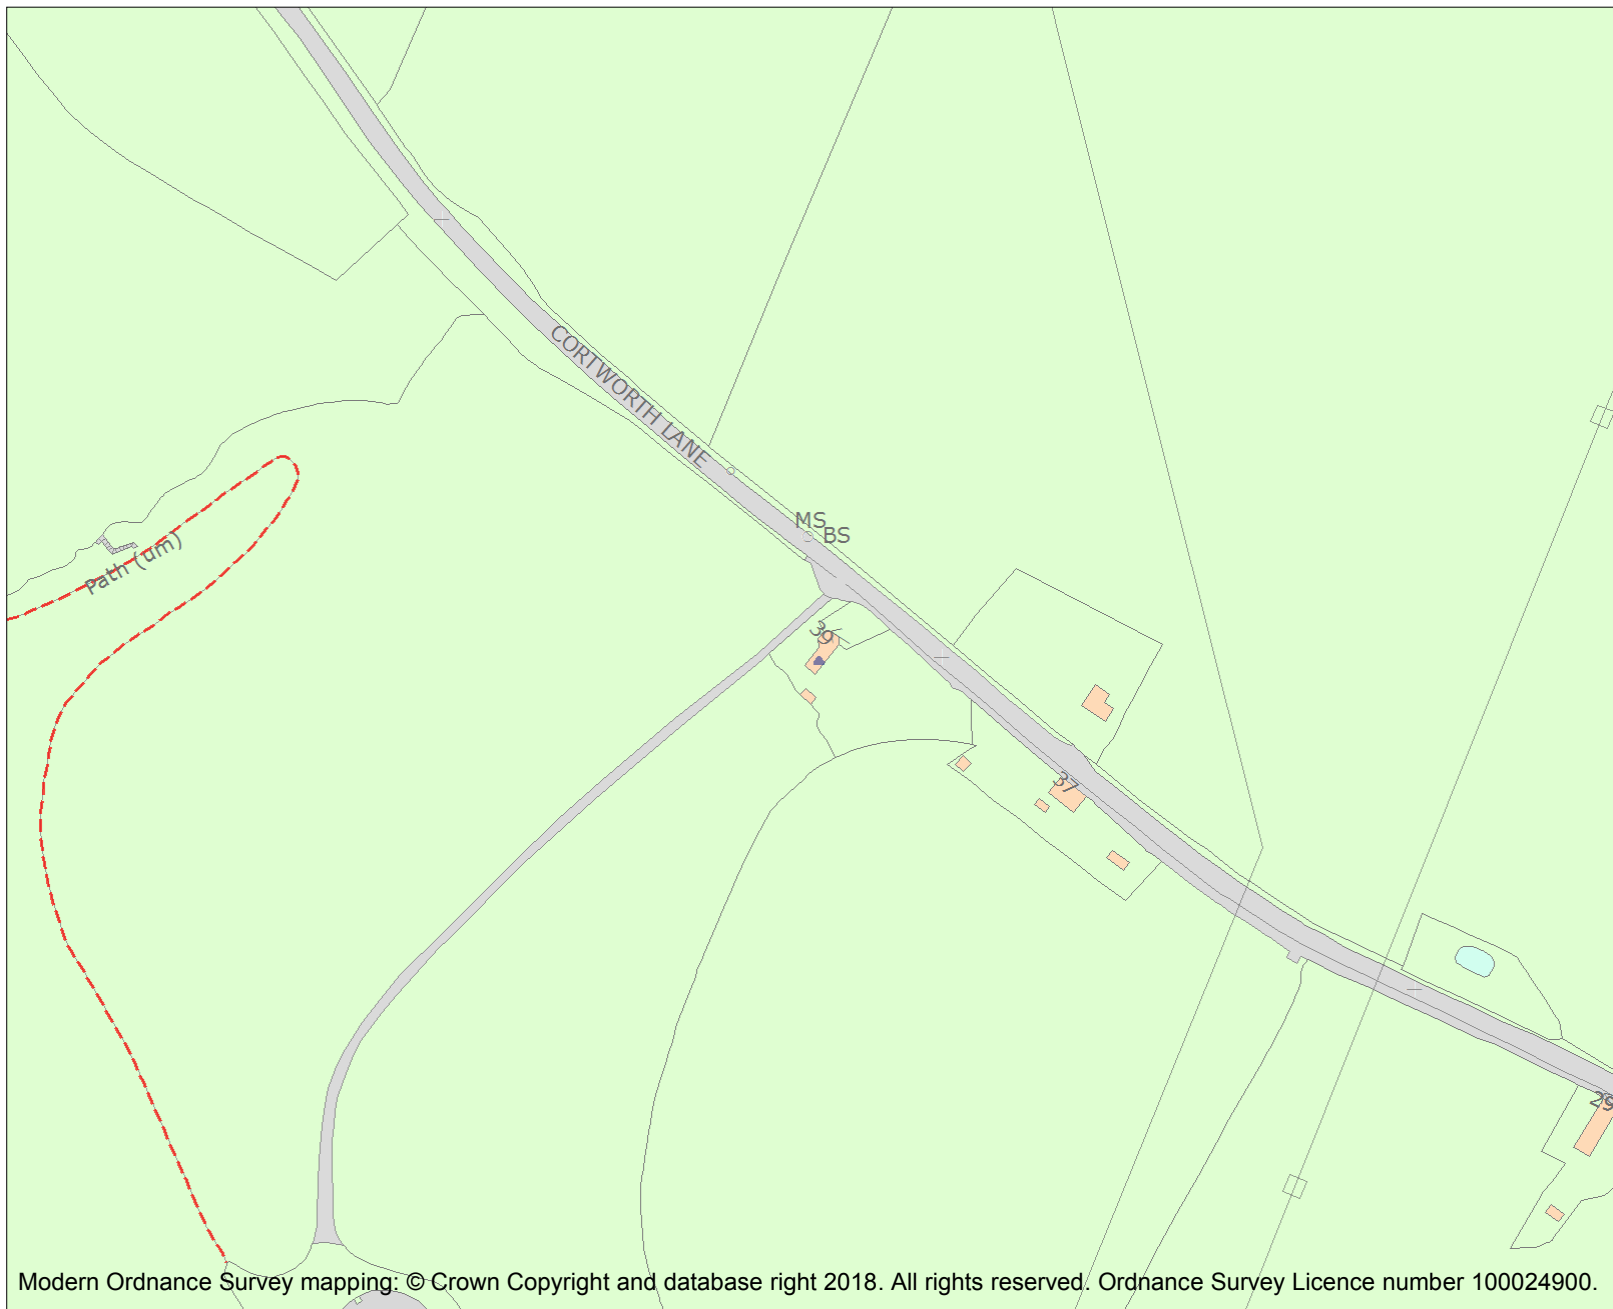 CORTWORTH LANE
MS
BS
Path (um)
39
37
29
Modern Ordnance Survey mapping: © Crown Copyright and database right 2018. All rights reserved. Ordnance Survey Licence number 100024900.